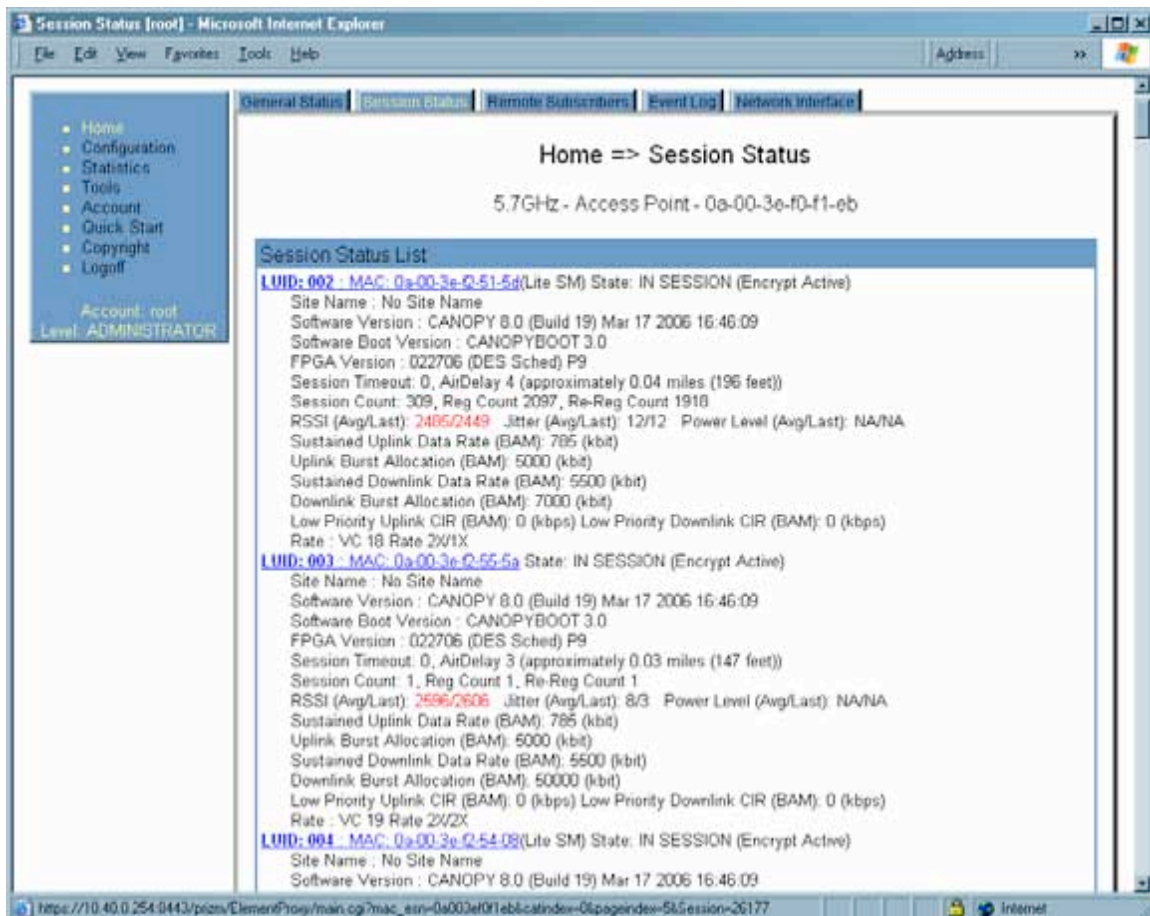 Session Status [root] - Microsoft Internet Explorer
File Edit View Favorites Tools Help
Address
General Status Session Status Remote Subscribers Event Log Network Interface
Home
Configuration
Statistics
Tools
Account
Quick Start
Copyright
Logoff
Account: root
Level: ADMINISTRATOR
Home => Session Status
5.7GHz - Access Point - 0a-00-3e-f0-f1-eb
Session Status List
LUID: 002 : MAC: 0a-00-3e-f2-51-5d(Lite SM) State: IN SESSION (Encrypt Active)
Site Name : No Site Name
Software Version : CANOPY 8.0 (Build 19) Mar 17 2006 16:46:09
Software Boot Version : CANOPYBOOT 3.0
FPGA Version : 022706 (DES Sched) P9
Session Timeout: 0, AirDelay 4 (approximately 0.04 miles (196 feet))
Session Count: 309, Reg Count 2097, Re-Reg Count 1918
RSSI (Avg/Last): 2485/2449 Jitter (Avg/Last): 12/12 Power Level (Avg/Last): NA/NA
Sustained Uplink Data Rate (BAM): 785 (kbit)
Uplink Burst Allocation (BAM): 5000 (kbit)
Sustained Downlink Data Rate (BAM): 5500 (kbit)
Downlink Burst Allocation (BAM): 7000 (kbit)
Low Priority Uplink CIR (BAM): 0 (kbps) Low Priority Downlink CIR (BAM): 0 (kbps)
Rate : VC 18 Rate 2X/1X
LUID: 003 : MAC: 0a-00-3e-f2-55-5a State: IN SESSION (Encrypt Active)
Site Name : No Site Name
Software Version : CANOPY 8.0 (Build 19) Mar 17 2006 16:46:09
Software Boot Version : CANOPYBOOT 3.0
FPGA Version : 022706 (DES Sched) P9
Session Timeout: 0, AirDelay 3 (approximately 0.03 miles (147 feet))
Session Count: 1, Reg Count 1, Re-Reg Count 1
RSSI (Avg/Last): 2596/2606 Jitter (Avg/Last): 8/3 Power Level (Avg/Last): NA/NA
Sustained Uplink Data Rate (BAM): 785 (kbit)
Uplink Burst Allocation (BAM): 5000 (kbit)
Sustained Downlink Data Rate (BAM): 5500 (kbit)
Downlink Burst Allocation (BAM): 50000 (kbit)
Low Priority Uplink CIR (BAM): 0 (kbps) Low Priority Downlink CIR (BAM): 0 (kbps)
Rate : VC 19 Rate 2X/2X
LUID: 004 : MAC: 0a-00-3e-f2-54-08(Lite SM) State: IN SESSION (Encrypt Active)
Site Name : No Site Name
Software Version : CANOPY 8.0 (Build 19) Mar 17 2006 16:46:09
https://10.40.0.254:8443/prizm/ElementProxy/main.cgi?mac_esn=0a003ef0f1eb&catindex=0&pageindex=5&Session=26177 Internet